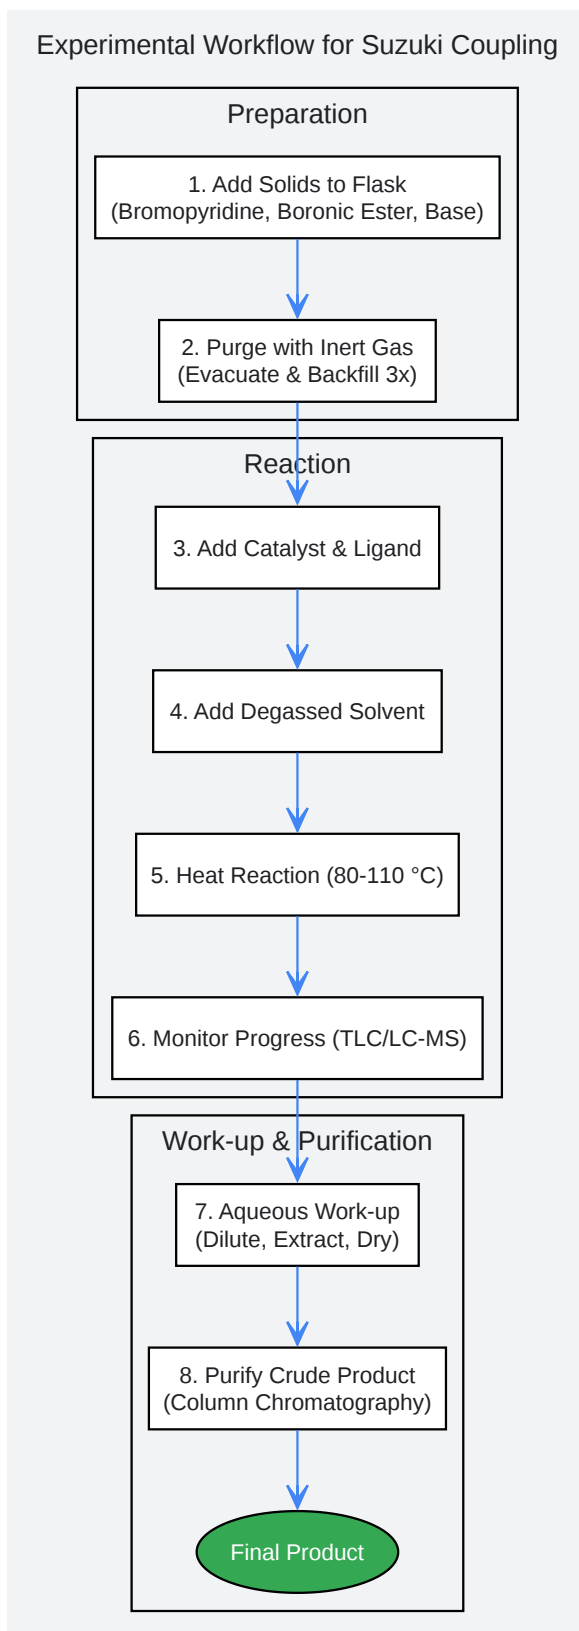 Experimental Workflow for Suzuki Coupling
Preparation
1. Add Solids to Flask
(Bromopyridine, Boronic Ester, Base)
2. Purge with Inert Gas
(Evacuate & Backfill 3x)
Reaction
3. Add Catalyst & Ligand
4. Add Degassed Solvent
5. Heat Reaction (80-110 °C)
6. Monitor Progress (TLC/LC-MS)
Work-up & Purification
7. Aqueous Work-up
(Dilute, Extract, Dry)
8. Purify Crude Product
(Column Chromatography)
Final Product